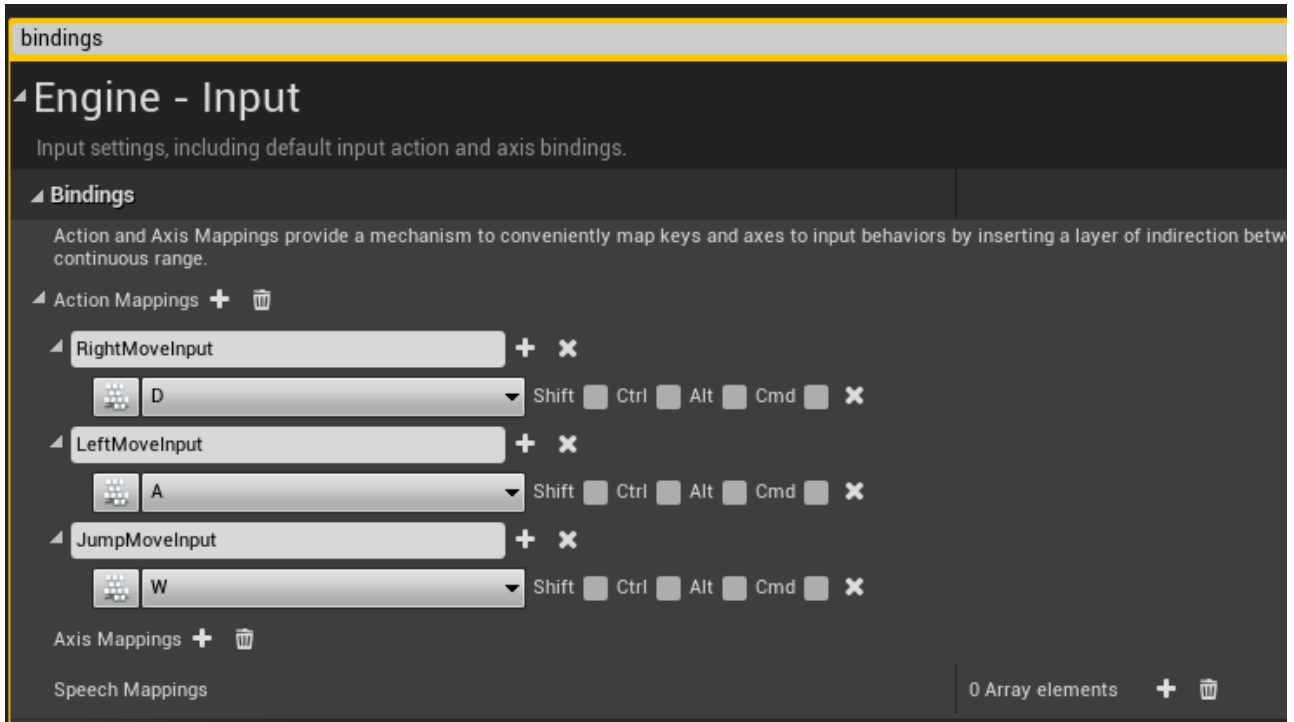 bindings
Engine - Input
Input settings, including default input action and axis bindings.
Bindings
Action and Axis Mappings provide a mechanism to conveniently map keys and axes to input behaviors by inserting a layer of indirection
continuous range.
Action Mappings
RightMoveInput
D Shift Ctrl Alt Cmd
LeftMoveInput
A Shift Ctrl Alt Cmd
JumpMoveInput
W Shift Ctrl Alt Cmd
Axis Mappings
Speech Mappings 0 Array elements